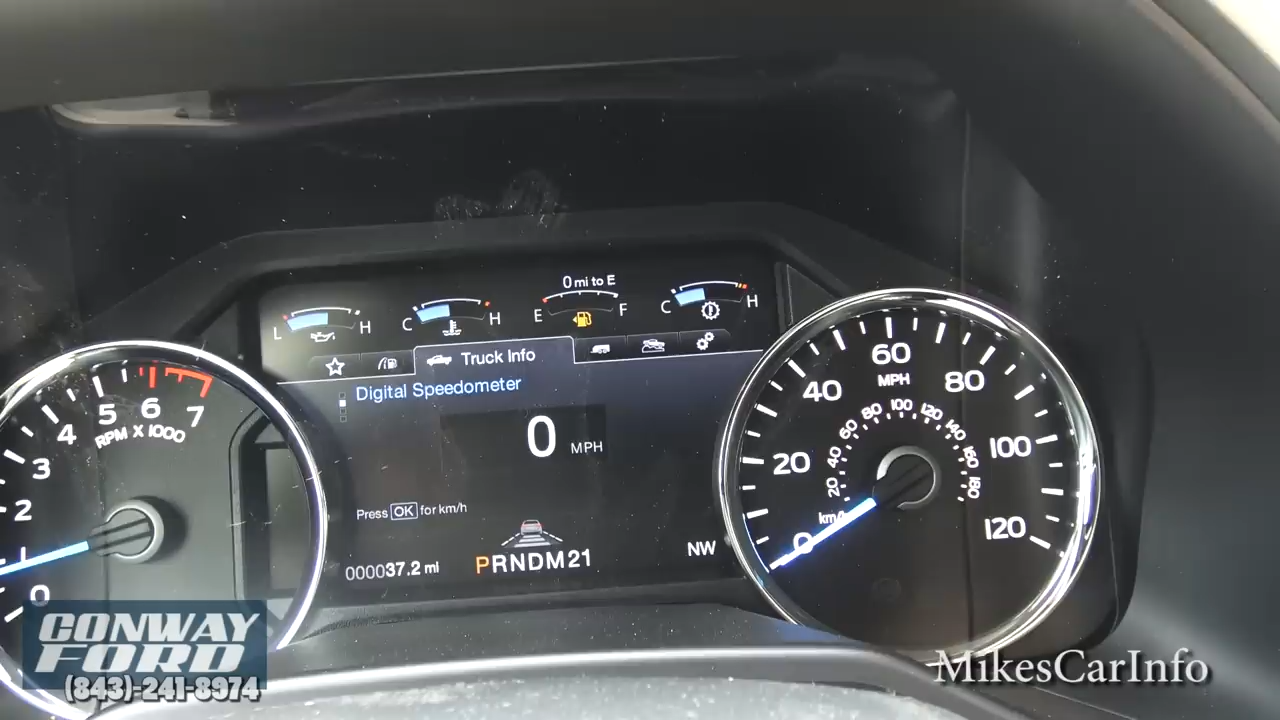 0 mi to E
L H
C H
E F
C H
Truck Info
Digital Speedometer
0 MPH
Press OK for km/h
000037.2 mi
PRNDM21
NW
0
1
2
3
4
5
6
7
RPM X 1000
0
20
40
60
80
100
120
MPH
km/h
20
40
60
80
100
120
140
160
180
CONWAY
FORD
(843)-241-8974
MikesCarInfo